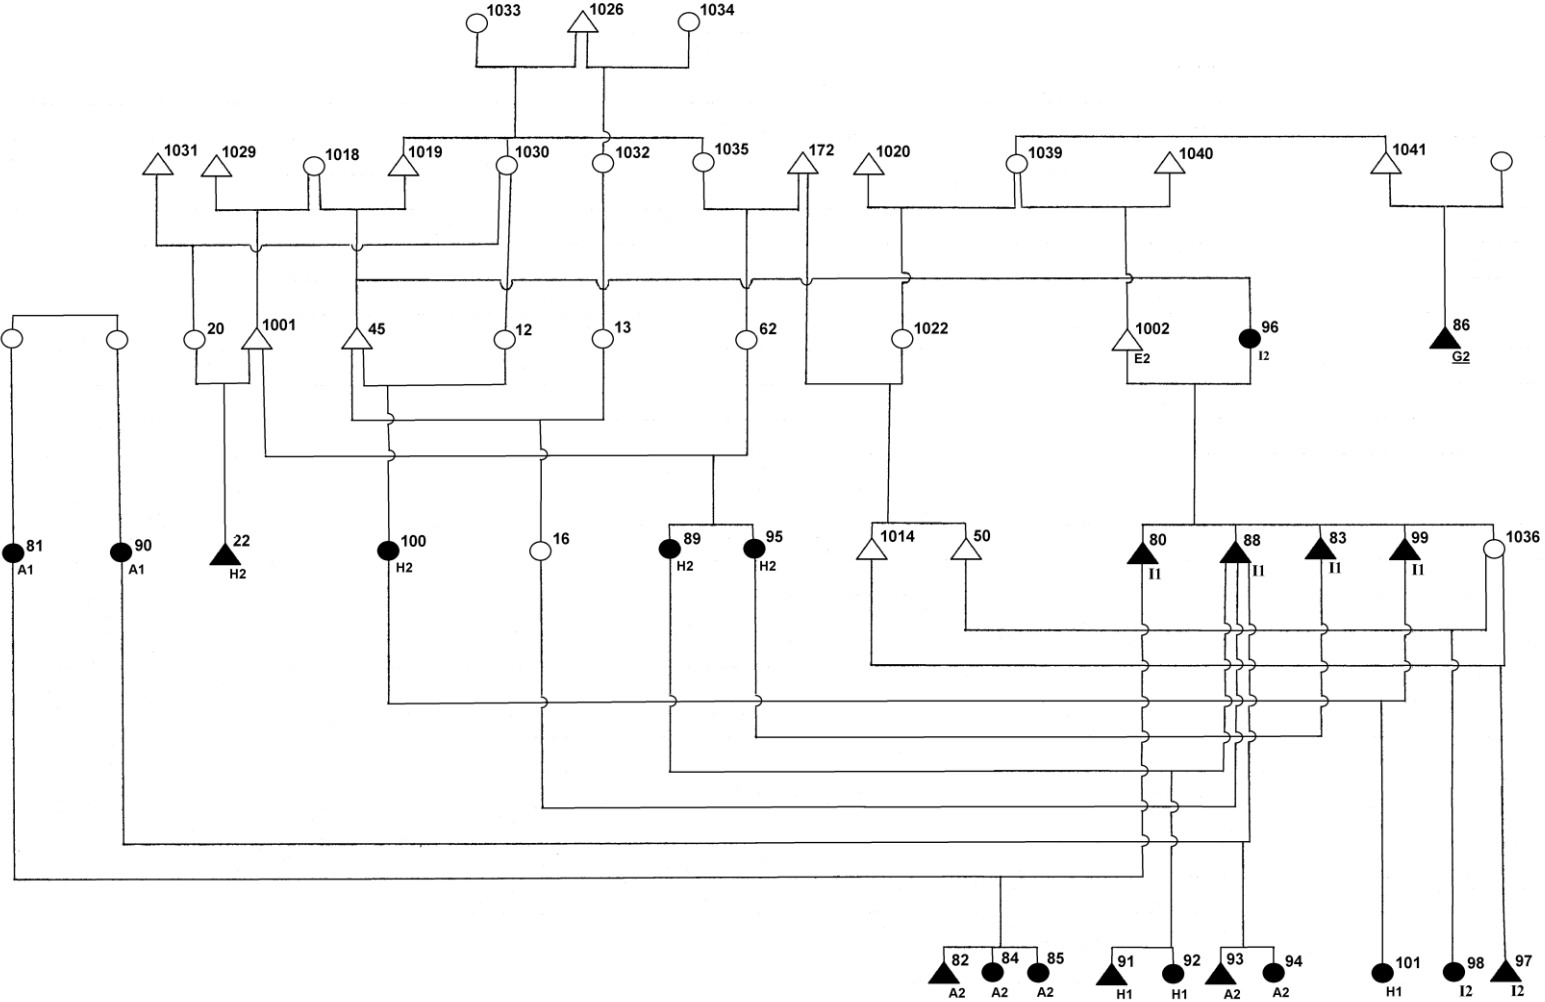 1033 1026 1034
1031 1029 1018 1019 1030 1032 1035 172 1020 1039 1040 1041
20 1001 45 12 13 62 1022 1002 96 86
E2 I2 G2
81 90 22 100 16 89 95 1014 50 80 88 83 99 1036
A1 A1 H2 H2 H2 H2 I1 I1 I1 I1
82 84 85 91 92 93 94 101 98 97
A2 A2 A2 H1 H1 A2 A2 H1 I2 I2